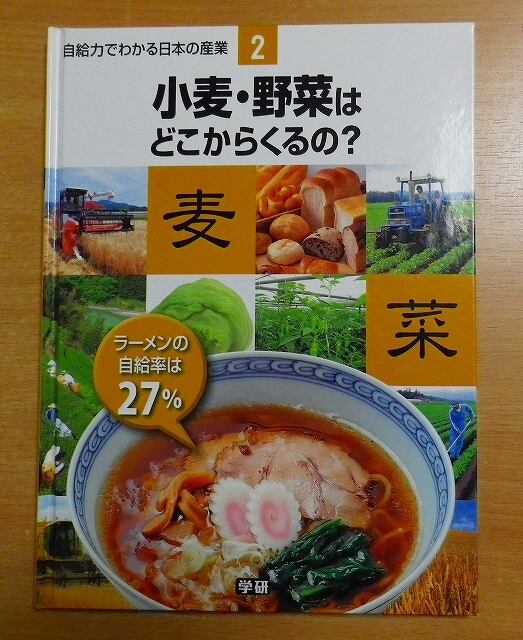 自給力でわかる日本の産業 2
小麦・野菜は
どこからくるの?
麦
菜
ラーメンの
自給率は
27%
学研